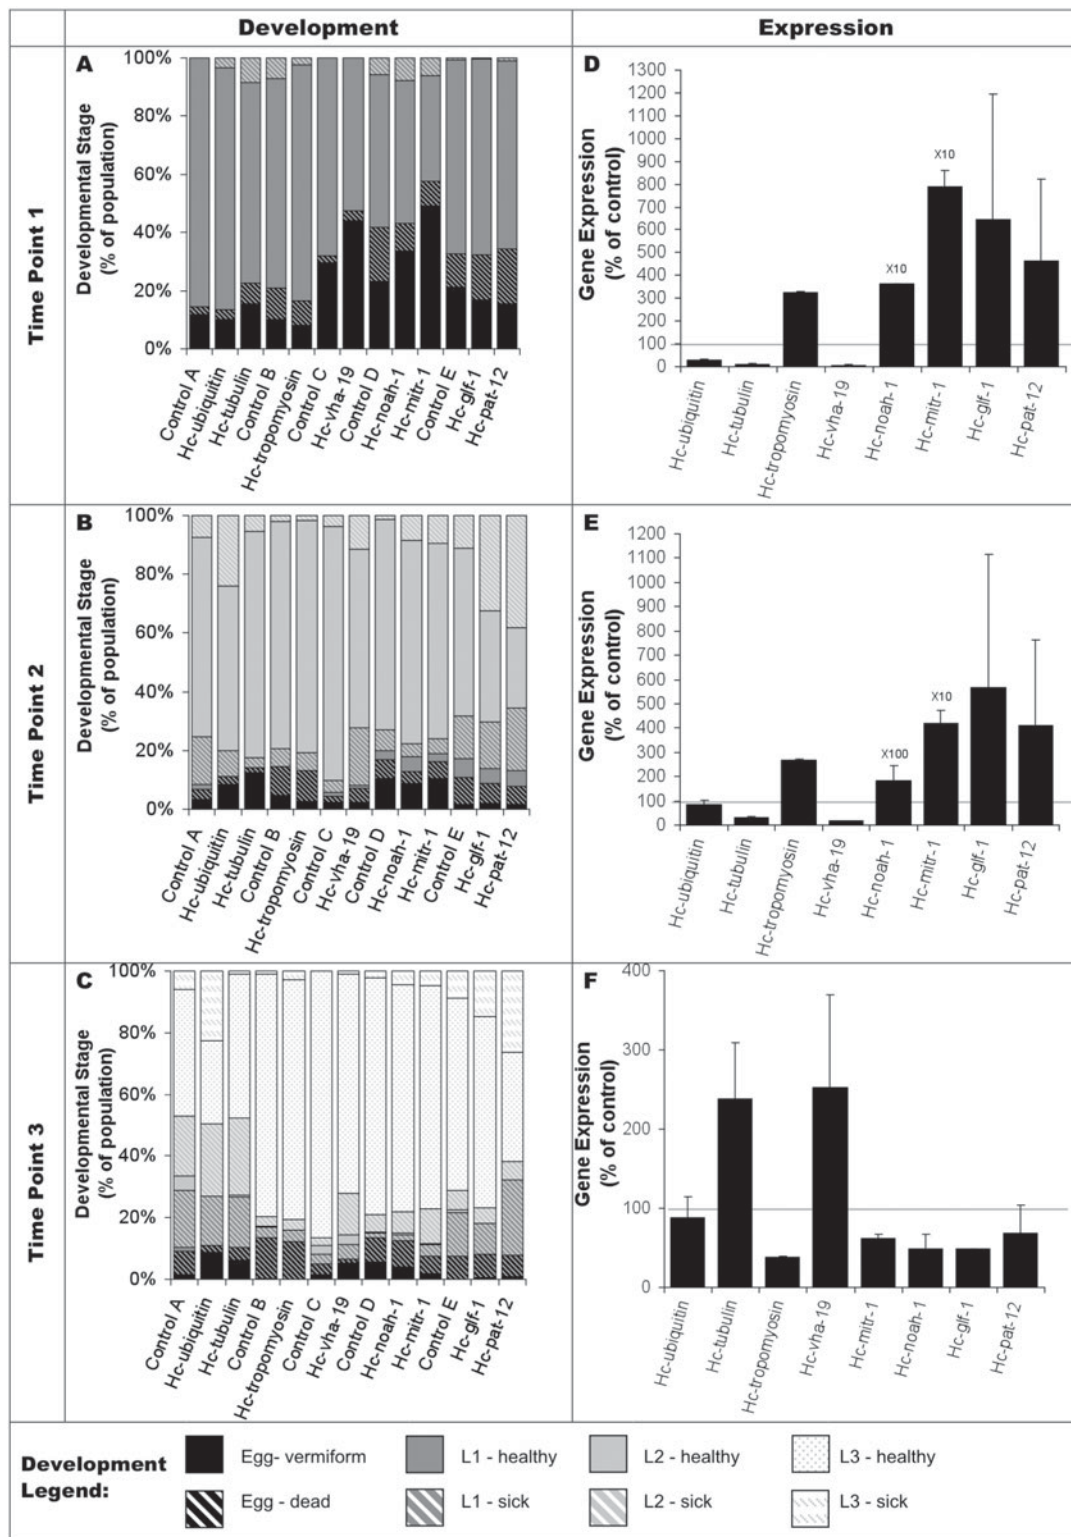 Development
Expression
Time Point 1
A
Developmental Stage
(% of population)
100%
80%
60%
40%
20%
0%
Control A
Hc-ubiquitin
Hc-tubulin
Control B
Hc-tropomyosin
Control C
Hc-vha-19
Control D
Hc-noah-1
Hc-mitr-1
Control E
Hc-glf-1
Hc-pat-12
D
Gene Expression
(% of control)
1300
1200
1100
1000
900
800
700
600
500
400
300
200
100
0
X10
X10
Hc-ubiquitin
Hc-tubulin
Hc-tropomyosin
Hc-vha-19
Hc-noah-1
Hc-mitr-1
Hc-glf-1
Hc-pat-12
Time Point 2
B
Developmental Stage
(% of population)
100%
80%
60%
40%
20%
0%
Control A
Hc-ubiquitin
Hc-tubulin
Control B
Hc-tropomyosin
Control C
Hc-vha-19
Control D
Hc-noah-1
Hc-mitr-1
Control E
Hc-glf-1
Hc-pat-12
E
Gene Expression
(% of control)
1200
1100
1000
900
800
700
600
500
400
300
200
100
0
X100
X10
Hc-ubiquitin
Hc-tubulin
Hc-tropomyosin
Hc-vha-19
Hc-noah-1
Hc-mitr-1
Hc-glf-1
Hc-pat-12
Time Point 3
C
Developmental Stage
(% of population)
100%
80%
60%
40%
20%
0%
Control A
Hc-ubiquitin
Hc-tubulin
Control B
Hc-tropomyosin
Control C
Hc-vha-19
Control D
Hc-noah-1
Hc-mitr-1
Control E
Hc-glf-1
Hc-pat-12
F
Gene Expression
(% of control)
400
300
200
100
0
Hc-ubiquitin
Hc-tubulin
Hc-tropomyosin
Hc-vha-19
Hc-mitr-1
Hc-noah-1
Hc-glf-1
Hc-pat-12
Development
Legend:
Egg- vermiform
L1 - healthy
L2 - healthy
L3 - healthy
Egg - dead
L1 - sick
L2 - sick
L3 - sick